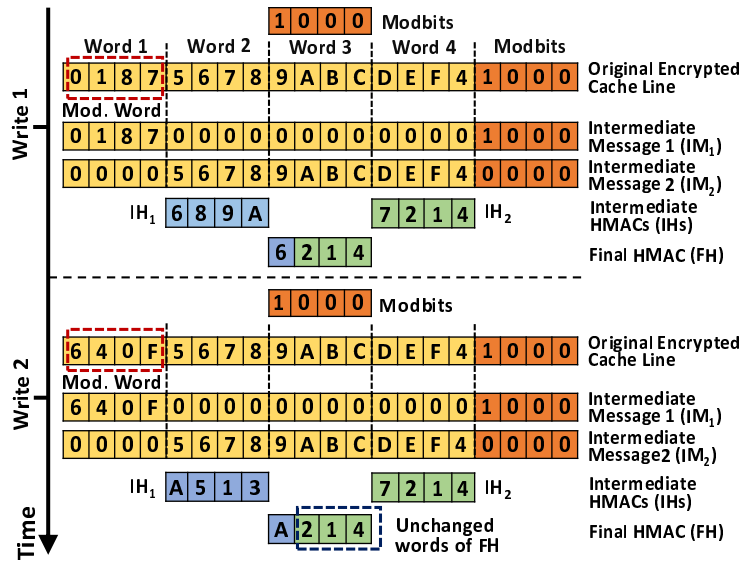 1 0 0 0 Modbits
Word 1 Word 2 Word 3 Word 4 Modbits
0 1 8 7 5 6 7 8 9 A B C D E F 4 1 0 0 0 Original Encrypted
Cache Line
Mod. Word
0 1 8 7 0 0 0 0 0 0 0 0 0 0 0 0 1 0 0 0 Intermediate
Message 1 (IM1)
0 0 0 0 5 6 7 8 9 A B C D E F 4 0 0 0 0 Intermediate
Message 2 (IM2)
IH1 6 8 9 A 7 2 1 4 IH2 Intermediate
HMACs (IHs)
6 2 1 4 Final HMAC (FH)
Write 1
1 0 0 0 Modbits
6 4 0 F 5 6 7 8 9 A B C D E F 4 1 0 0 0 Original Encrypted
Cache Line
Mod. Word
6 4 0 F 0 0 0 0 0 0 0 0 0 0 0 0 1 0 0 0 Intermediate
Message 1 (IM1)
0 0 0 0 5 6 7 8 9 A B C D E F 4 0 0 0 0 Intermediate
Message2 (IM2)
IH1 A 5 1 3 7 2 1 4 IH2 Intermediate
HMACs (IHs)
A 2 1 4 Unchanged
words of FH
Final HMAC (FH)
Write 2
Time